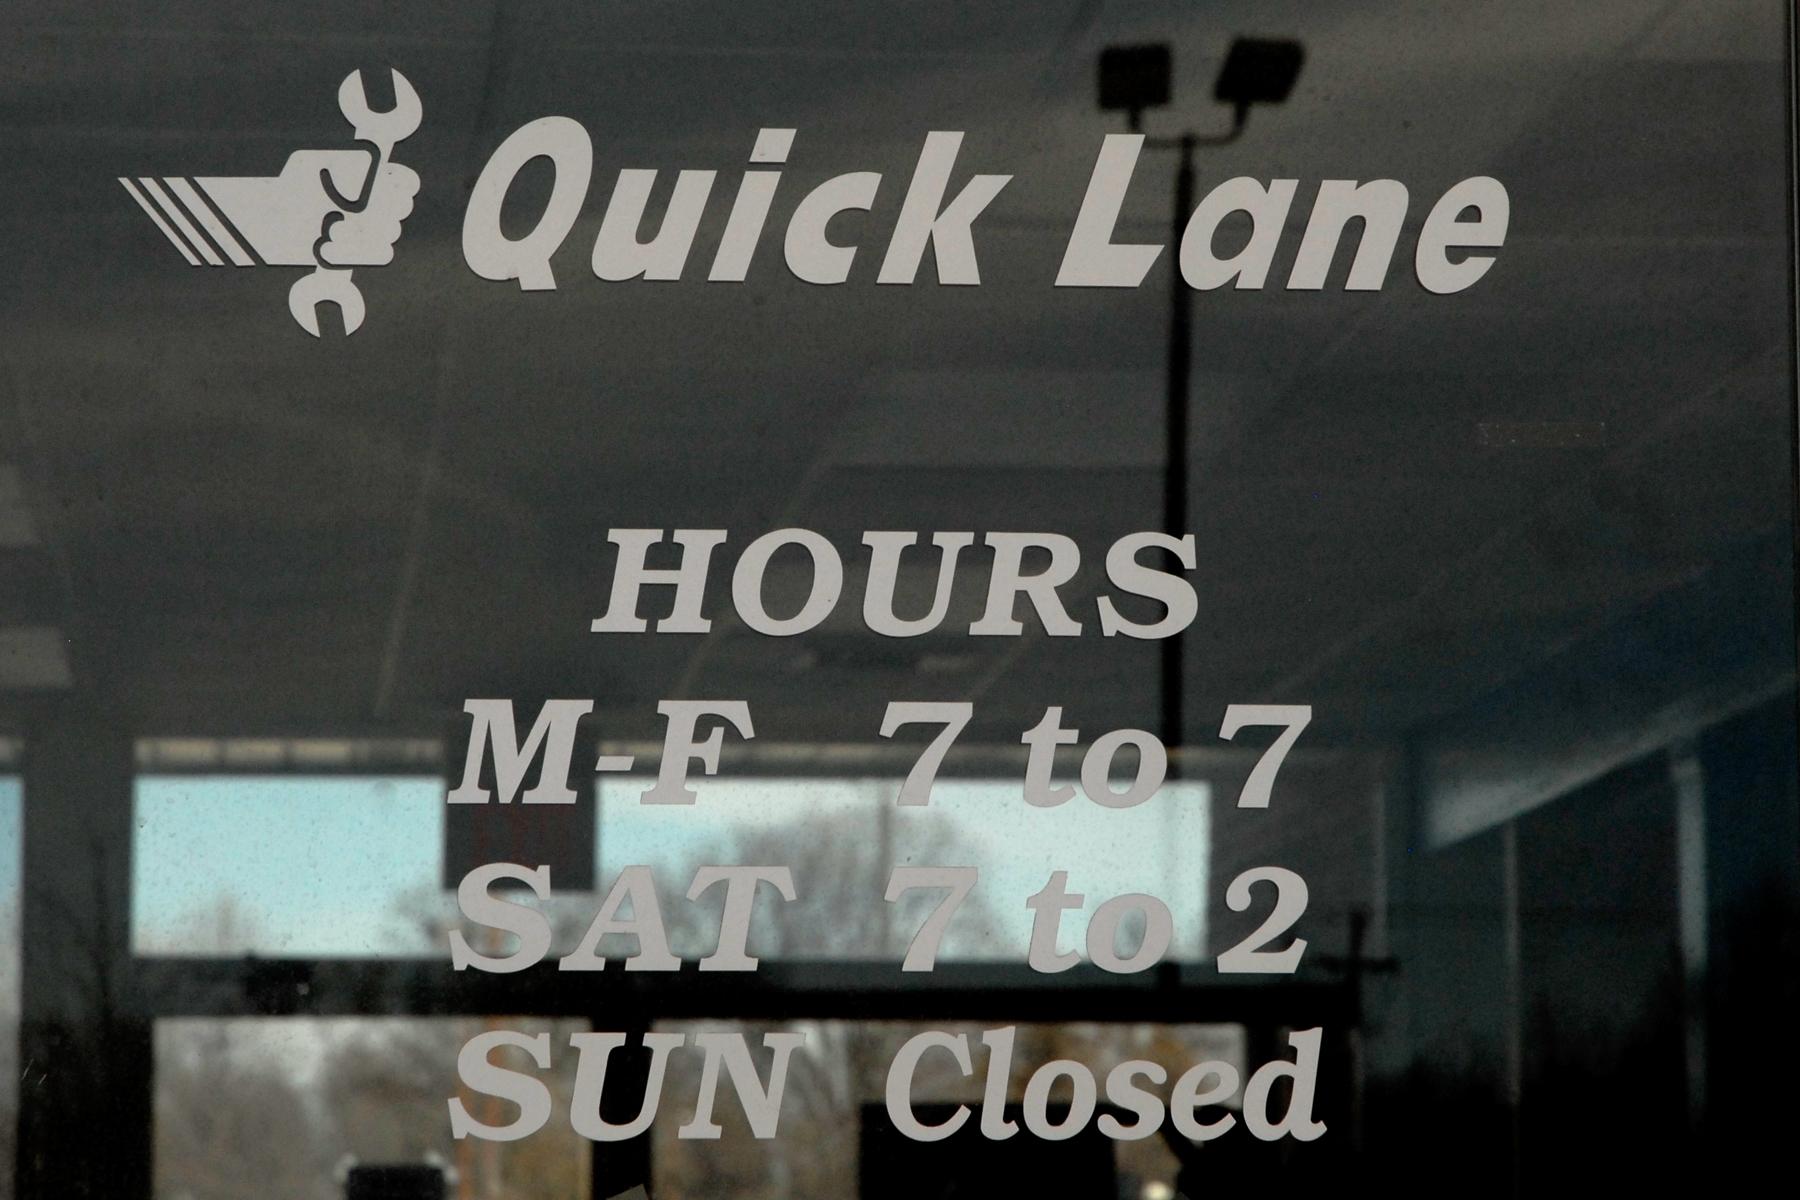 Quick Lane
HOURS
M-F 7 to 7
SAT 7 to 2
SUN Closed